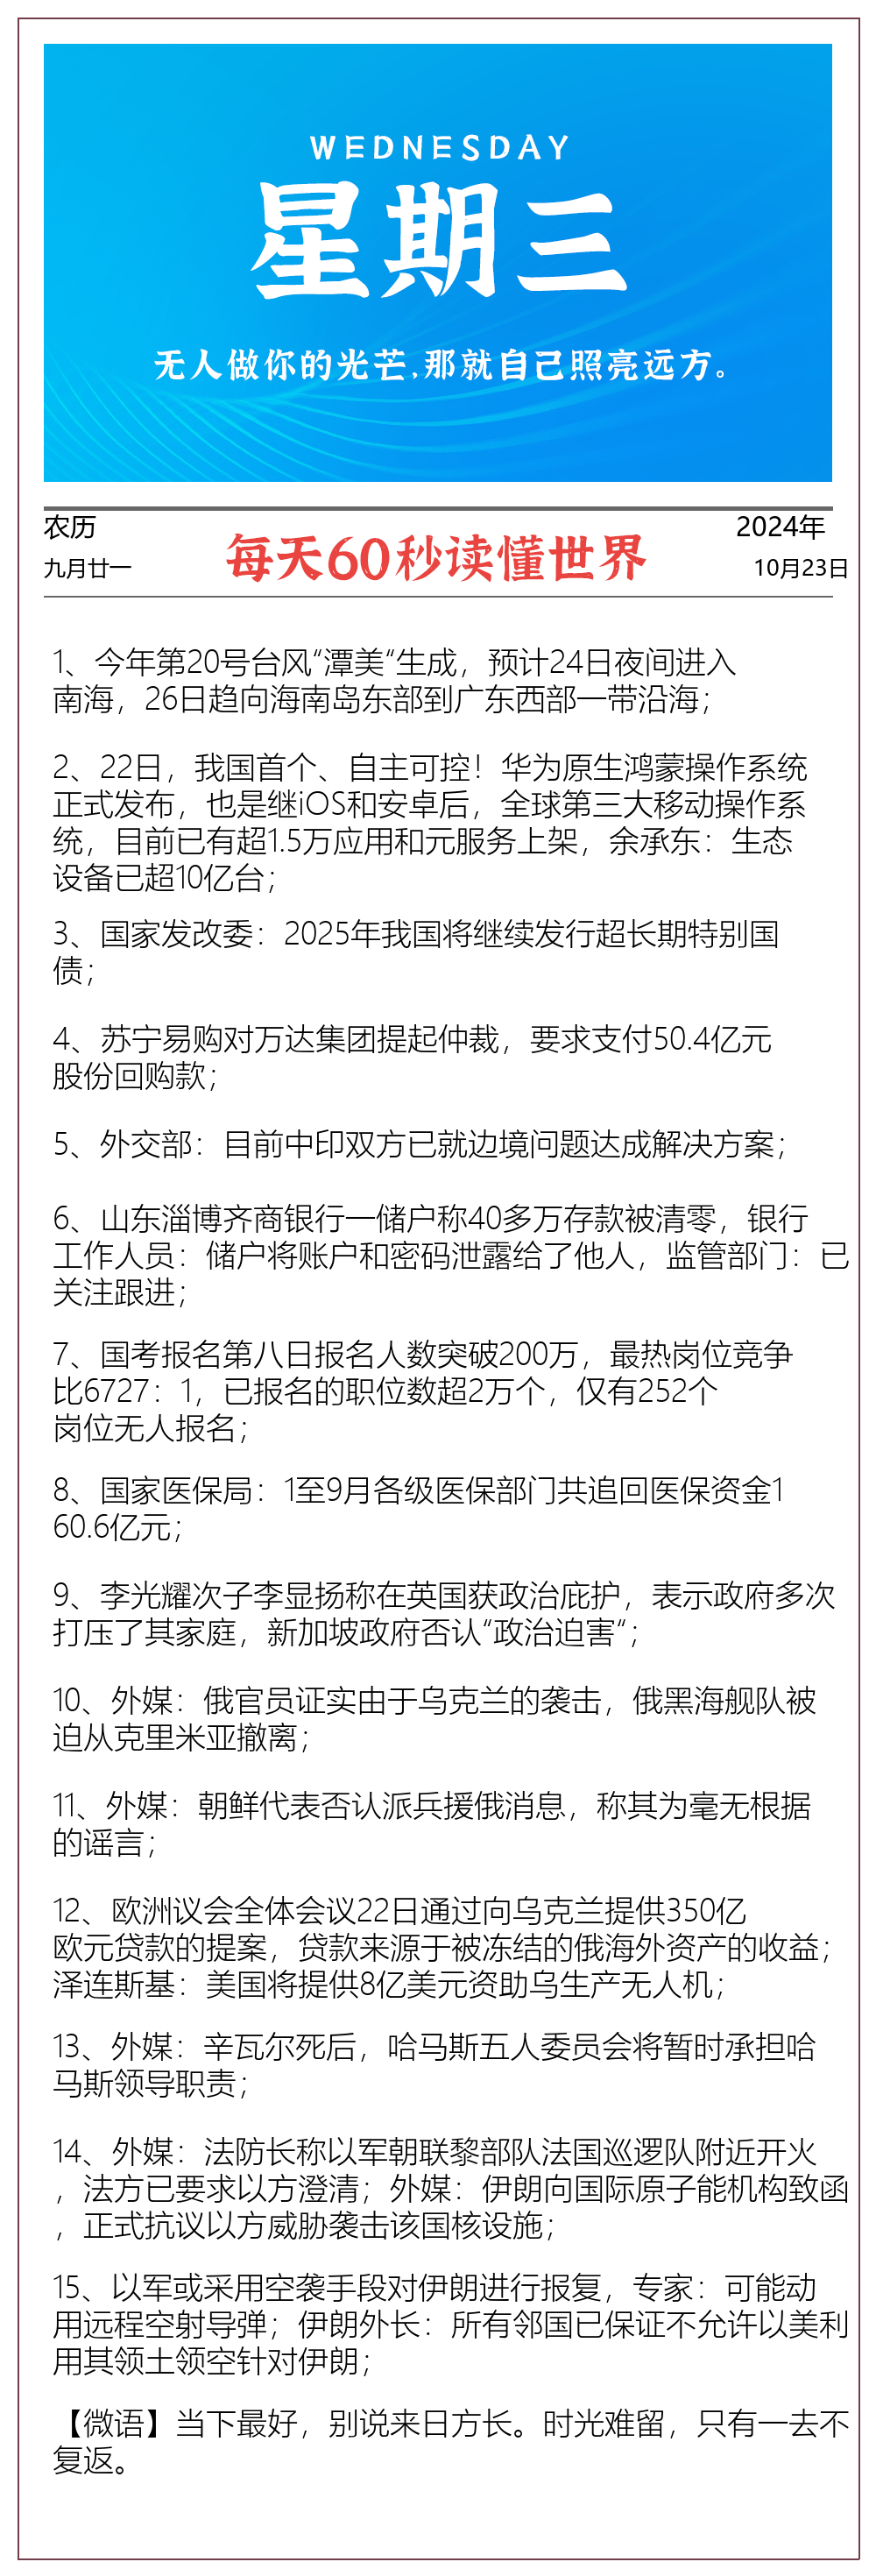 WEDNESDAY
星期三
无人做你的光芒,那就自己照亮远方。
农历
2024年
每天60秒读懂世界
九月廿一
10月23日
1、今年第20号台风“潭美“生成，预计24日夜间进入
南海，26日趋向海南岛东部到广东西部一带沿海；
2、22日，我国首个、自主可控！华为原生鸿蒙操作系统
正式发布，也是继iOS和安卓后，全球第三大移动操作系
统，目前已有超1.5万应用和元服务上架，余承东：生态
设备已超10亿台；
3、国家发改委：2025年我国将继续发行超长期特别国
债；
4、苏宁易购对万达集团提起仲裁，要求支付50.4亿元
股份回购款；
5、外交部：目前中印双方已就边境问题达成解决方案；
6、山东淄博齐商银行一储户称40多万存款被清零，银行
工作人员：储户将账户和密码泄露给了他人，监管部门：已
关注跟进；
7、国考报名第八日报名人数突破200万，最热岗位竞争
比6727：1，已报名的职位数超2万个，仅有252个
岗位无人报名；
8、国家医保局：1至9月各级医保部门共追回医保资金1
60.6亿元；
9、李光耀次子李显扬称在英国获政治庇护，表示政府多次
打压了其家庭，新加坡政府否认“政治迫害“；
10、外媒：俄官员证实由于乌克兰的袭击，俄黑海舰队被
迫从克里米亚撤离；
11、外媒：朝鲜代表否认派兵援俄消息，称其为毫无根据
的谣言；
12、欧洲议会全体会议22日通过向乌克兰提供350亿
欧元贷款的提案，贷款来源于被冻结的俄海外资产的收益；
泽连斯基：美国将提供8亿美元资助乌生产无人机；
13、外媒：辛瓦尔死后，哈马斯五人委员会将暂时承担哈
马斯领导职责；
14、外媒：法防长称以军朝联黎部队法国巡逻队附近开火
，法方已要求以方澄清；外媒：伊朗向国际原子能机构致函
，正式抗议以方威胁袭击该国核设施；
15、以军或采用空袭手段对伊朗进行报复，专家：可能动
用远程空射导弹；伊朗外长：所有邻国已保证不允许以美利
用其领土领空针对伊朗；
【微语】当下最好，别说来日方长。时光难留，只有一去不
复返。